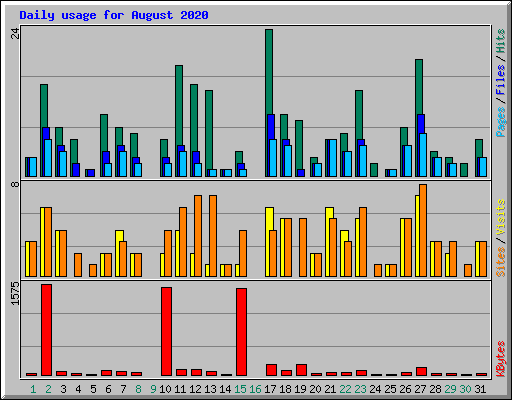 Daily usage for August 2020
24
Pages / Files / Hits
8
Sites / Visits
1575
KBytes
1 2 3 4 5 6 7 8 9 10 11 12 13 14 15 16 17 18 19 20 21 22 23 24 25 26 27 28 29 30 31